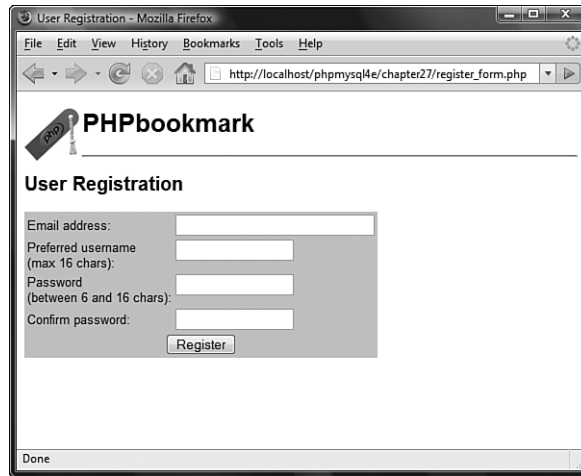 User Registration - Mozilla Firefox
File Edit View History Bookmarks Tools Help
http://localhost/phpmysql4e/chapter27/register_form.php
php
PHPbookmark
User Registration
Email address:
Preferred username
(max 16 chars):
Password
(between 6 and 16 chars):
Confirm password:
Register
Done